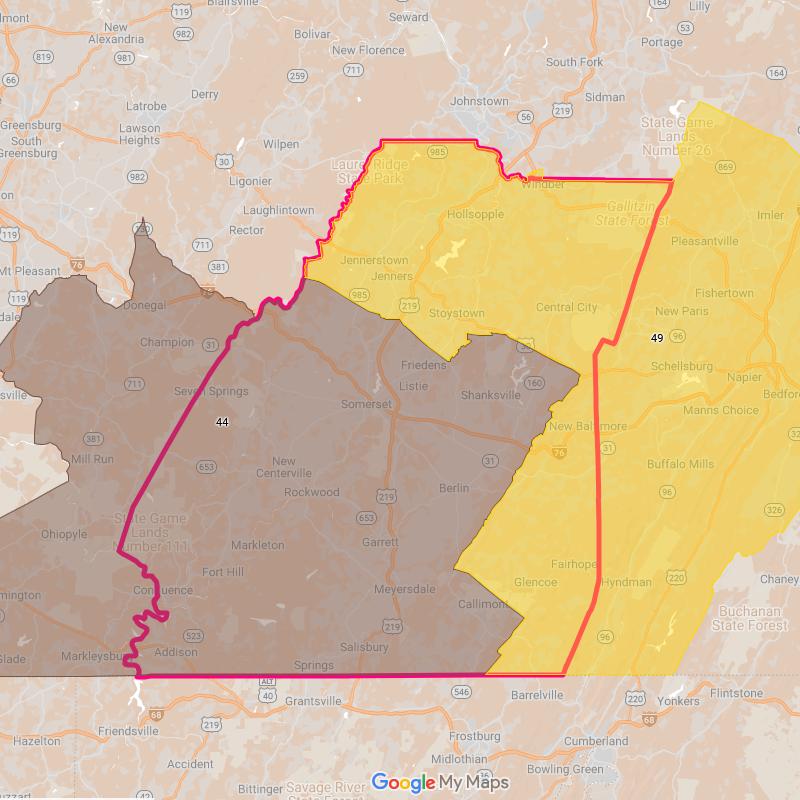 Blairsville
164
Lilly
Seward
lmont
New
Alexandria
982
Bolivar
New Florence
53
Portage
819
981
66
259
711
South Fork
164
Derry
Latrobe
Johnstown
219
Sidman
Greensburg
Lawson
Heights
56
State Game
Lands
Number 26
South
Greensburg
30
Wilpen
985
869
982
Ligonier
Laurel Ridge
State Park
Windber
Laughlintown
Hollsopple
Gallitzin
State Forest
Imler
119
130
Rector
711
Pleasantville
76
381
Jennerstown
Mt Pleasant
Jenners
119
Donegal
985
219
Central City
Fishertown
Stoystown
New Paris
Champion
31
49
96
Friedens
Schellsburg
711
Seven Springs
Listie
160
Napier
Shanksville
Bedford
Somerset
Manns Choice
44
New Baltimore
381
76
31
Mill Run
653
New
Centerville
31
Buffalo Mills
Rockwood
Berlin
96
219
326
653
State Game
Lands
Number 111
Ohiopyle
Garrett
Markleton
Fairhope
Fort Hill
Chaney
Confluence
Meyersdale
Glencoe
Hyndman
220
Callimont
Buchanan
State Forest
523
219
96
Markleysburg
Addison
Salisbury
Glade
Springs
ALT
40
546
Barrelville
Flintstone
68
Grantsville
220
Yonkers
219
68
Friendsville
Frostburg
Hazelton
Cumberland
Midlothian
Accident
Bowling Green
36
42
Bittinger
Savage River
State Forest
Google My Maps